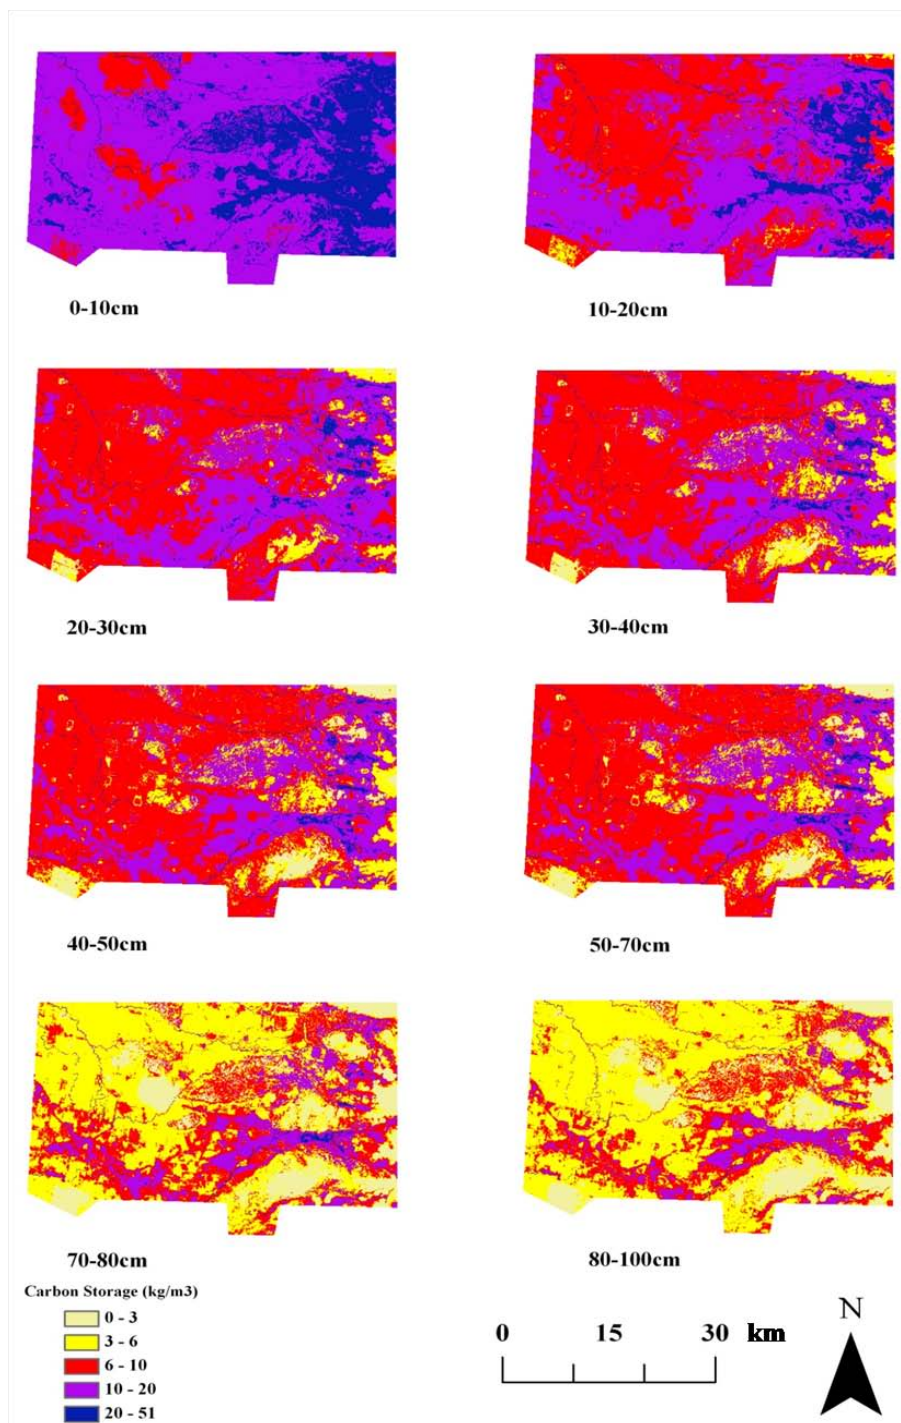 0-10cm
10-20cm
20-30cm
30-40cm
40-50cm
50-70cm
70-80cm
80-100cm
Carbon Storage (kg/m3)
0 - 3
3 - 6
6 - 10
10 - 20
20 - 51
0 15 30 km
N